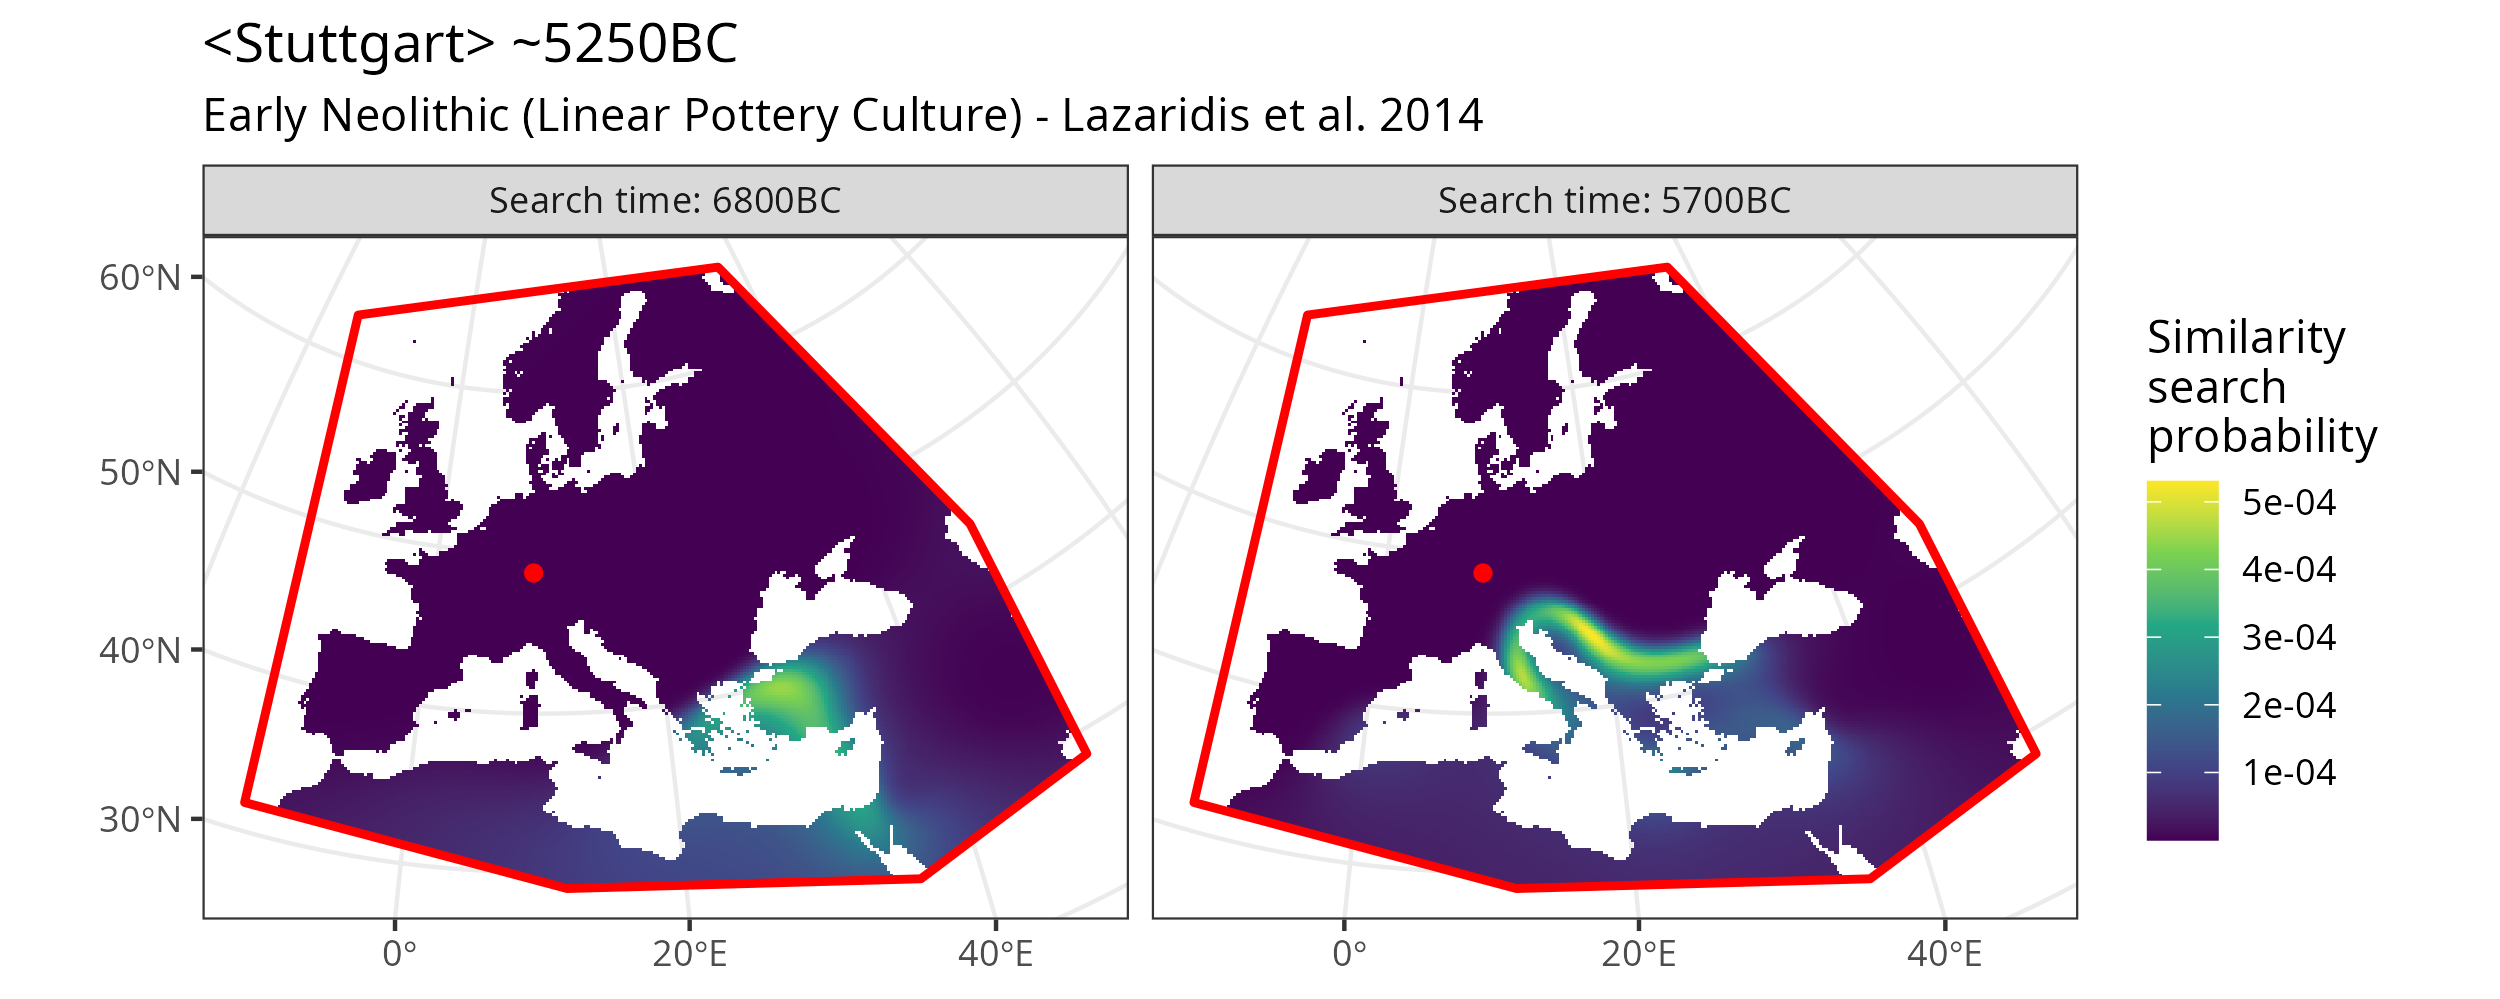 <Stuttgart> ~5250BC
Early Neolithic (Linear Pottery Culture) - Lazaridis et al. 2014
Search time: 6800BC
Search time: 5700BC
60°N
50°N
40°N
30°N
0°
20°E
40°E
0°
20°E
40°E
Similarity
search
probability
5e-04
4e-04
3e-04
2e-04
1e-04